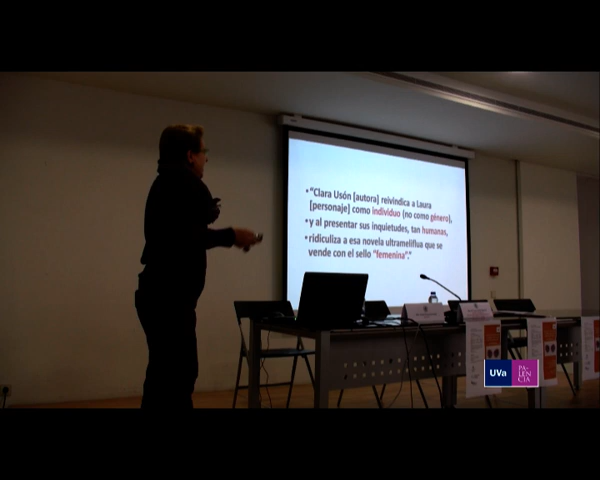 • "Clara Usón [autora] reivindica a Laura
[personaje] como individuo (no como género),
• y al presentar sus inquietudes, tan humanas,
• ridiculiza a esa novela ultrameliflua que se
vende con el sello "femenina"."
UVa
PA-
LEN
CIA